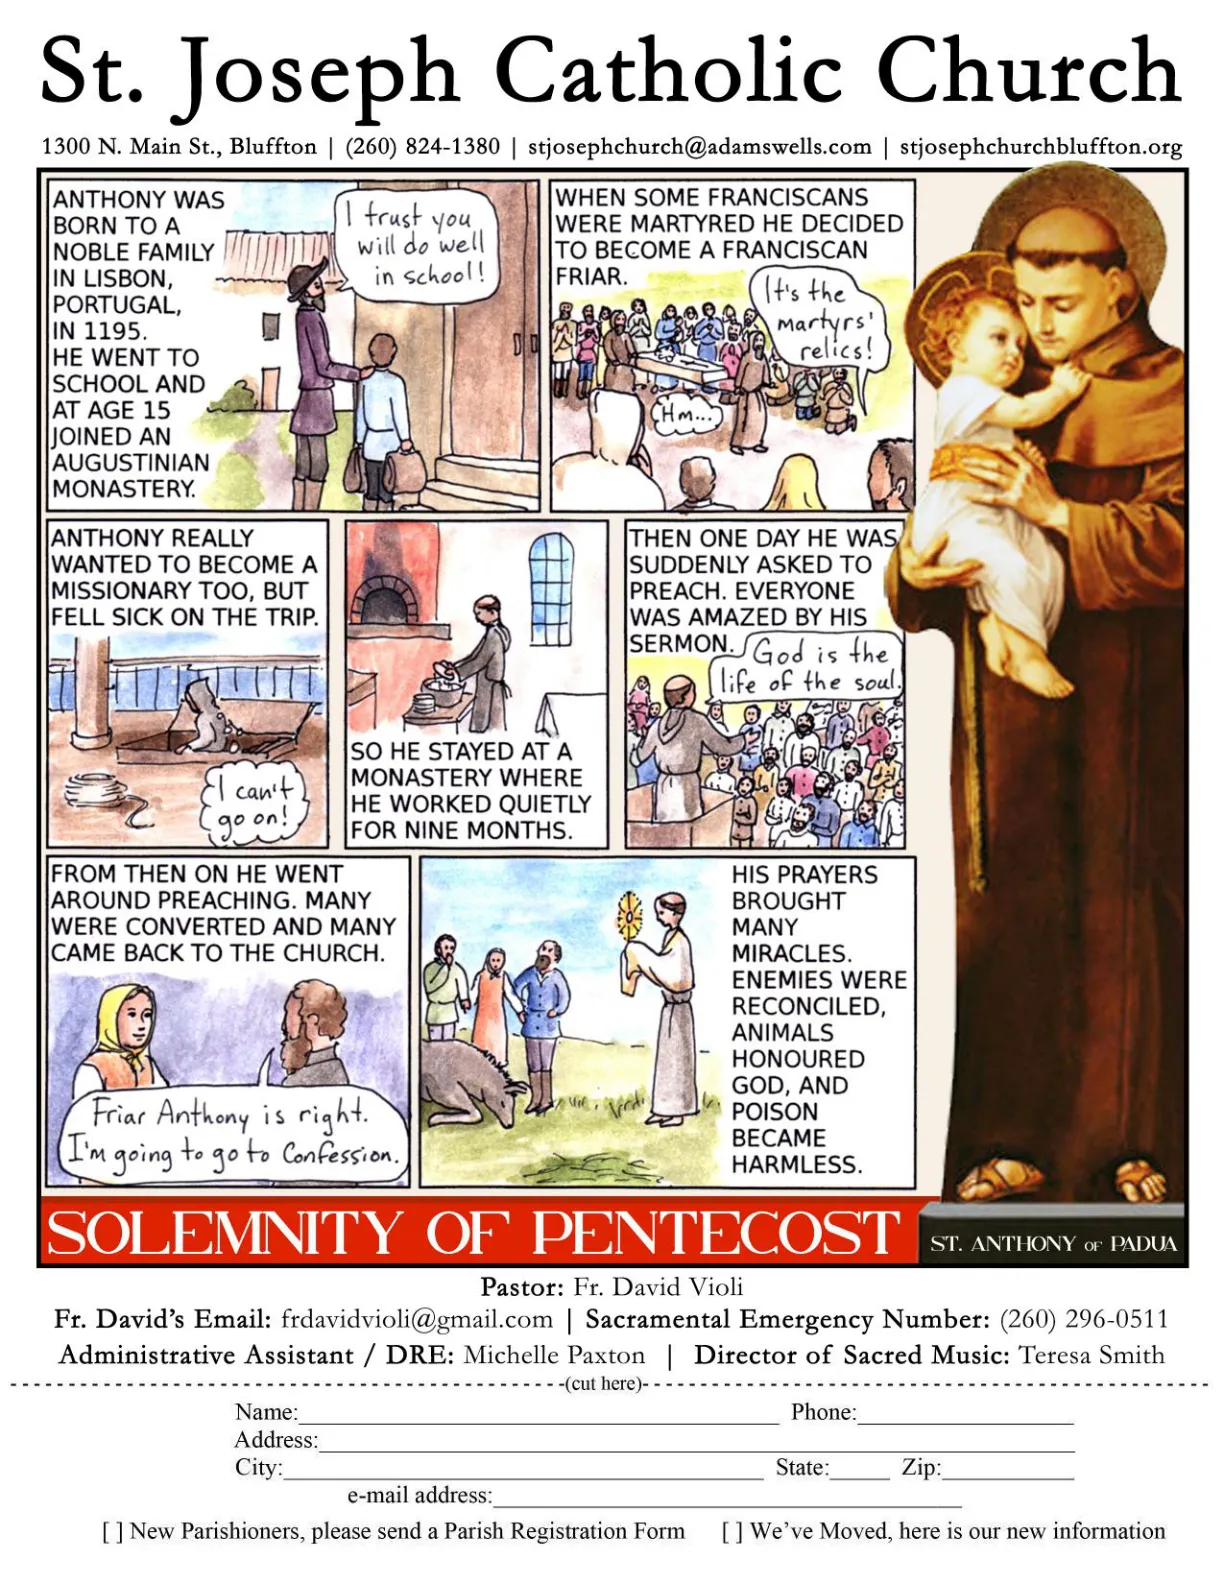 St. Joseph Catholic Church
1300 N. Main St., Bluffton | (260) 824-1380 | stjosephchurch@adamswells.com | stjosephchurchbluffton.org
ANTHONY WAS
BORN TO A
NOBLE FAMILY
IN LISBON,
PORTUGAL,
IN 1195.
HE WENT TO
SCHOOL AND
AT AGE 15
JOINED AN
AUGUSTINIAN
MONASTERY.
I trust you
will do well
in school!
WHEN SOME FRANCISCANS
WERE MARTYRED HE DECIDED
TO BECOME A FRANCISCAN
FRIAR.
It's the
martyrs'
relics!
Hm...
ANTHONY REALLY
WANTED TO BECOME A
MISSIONARY TOO, BUT
FELL SICK ON THE TRIP.
I can't
go on!
SO HE STAYED AT A
MONASTERY WHERE
HE WORKED QUIETLY
FOR NINE MONTHS.
THEN ONE DAY HE WAS
SUDDENLY ASKED TO
PREACH. EVERYONE
WAS AMAZED BY HIS
SERMON.
God is the
life of the soul.
FROM THEN ON HE WENT
AROUND PREACHING. MANY
WERE CONVERTED AND MANY
CAME BACK TO THE CHURCH.
Friar Anthony is right.
I'm going to go to Confession.
HIS PRAYERS
BROUGHT
MANY
MIRACLES.
ENEMIES WERE
RECONCILED,
ANIMALS
HONOURED
GOD, AND
POISON
BECAME
HARMLESS.
SOLEMNITY OF PENTECOST
ST. ANTHONY OF PADUA
Pastor: Fr. David Violi
Fr. David's Email: frdavidvioli@gmail.com | Sacramental Emergency Number: (260) 296-0511
Administrative Assistant / DRE: Michelle Paxton | Director of Sacred Music: Teresa Smith
(cut here)
Name: Phone:
Address:
City: State: Zip:
e-mail address:
[ ] New Parishioners, please send a Parish Registration Form [ ] We've Moved, here is our new information